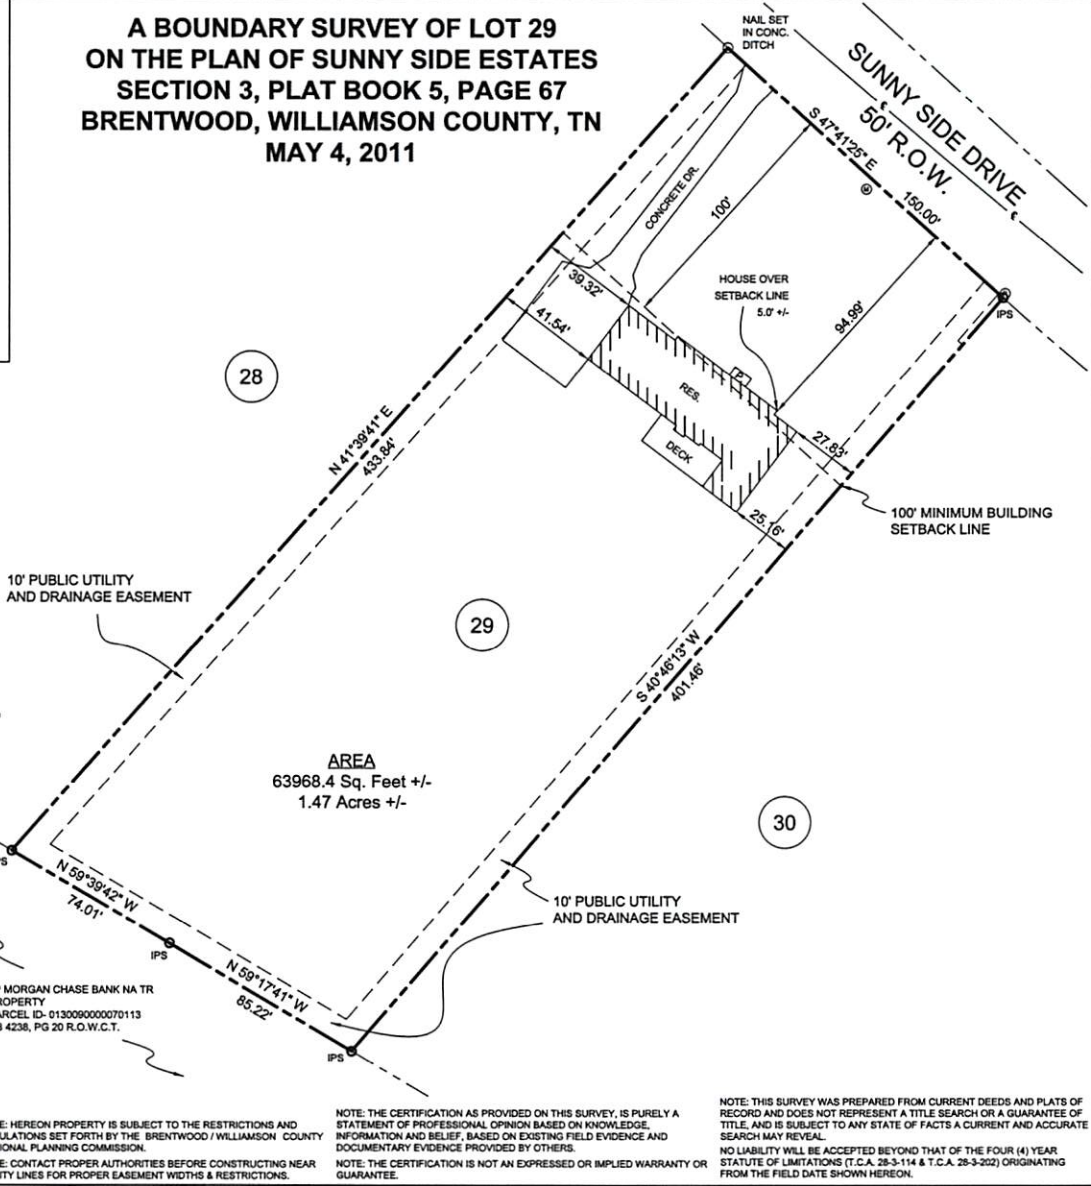 A BOUNDARY SURVEY OF LOT 29
ON THE PLAN OF SUNNY SIDE ESTATES
SECTION 3, PLAT BOOK 5, PAGE 67
BRENTWOOD, WILLIAMSON COUNTY, TN
MAY 4, 2011
NAIL SET
IN CONC.
DITCH
SUNNY SIDE DRIVE
50' R.O.W.
S 47°41'25" E
150.00'
CONCRETE DR.
100'
94.99'
HOUSE OVER
SETBACK LINE
5.0' +/-
IPS
39.32'
41.54'
P
RES.
DECK
27.83'
25.16'
100' MINIMUM BUILDING
SETBACK LINE
28
N 41°39'41" E
433.84'
10' PUBLIC UTILITY
AND DRAINAGE EASEMENT
29
S 40°46'13" W
401.46'
AREA
63968.4 Sq. Feet +/-
1.47 Acres +/-
30
N 59°39'42" W
74.01'
IPS
N 59°17'41" W
85.22'
IPS
10' PUBLIC UTILITY
AND DRAINAGE EASEMENT
MORGAN CHASE BANK NA TR
ROPERTY
ARCEL ID- 0130090000070113
4238, PG 20 R.O.W.C.T.
E: HEREON PROPERTY IS SUBJECT TO THE RESTRICTIONS AND
ULATIONS SET FORTH BY THE BRENTWOOD / WILLIAMSON COUNTY
IONAL PLANNING COMMISSION.
E: CONTACT PROPER AUTHORITIES BEFORE CONSTRUCTING NEAR
ITY LINES FOR PROPER EASEMENT WIDTHS & RESTRICTIONS.
NOTE: THE CERTIFICATION AS PROVIDED ON THIS SURVEY, IS PURELY A
STATEMENT OF PROFESSIONAL OPINION BASED ON KNOWLEDGE,
INFORMATION AND BELIEF, BASED ON EXISTING FIELD EVIDENCE AND
DOCUMENTARY EVIDENCE PROVIDED BY OTHERS.
NOTE: THE CERTIFICATION IS NOT AN EXPRESSED OR IMPLIED WARRANTY OR
GUARANTEE.
NOTE: THIS SURVEY WAS PREPARED FROM CURRENT DEEDS AND PLATS OF
RECORD AND DOES NOT REPRESENT A TITLE SEARCH OR A GUARANTEE OF
TITLE, AND IS SUBJECT TO ANY STATE OF FACTS A CURRENT AND ACCURATE
SEARCH MAY REVEAL.
NO LIABILITY WILL BE ACCEPTED BEYOND THAT OF THE FOUR (4) YEAR
STATUTE OF LIMITATIONS (T.C.A. 28-3-114 & T.C.A. 28-3-202) ORIGINATING
FROM THE FIELD DATE SHOWN HEREON.